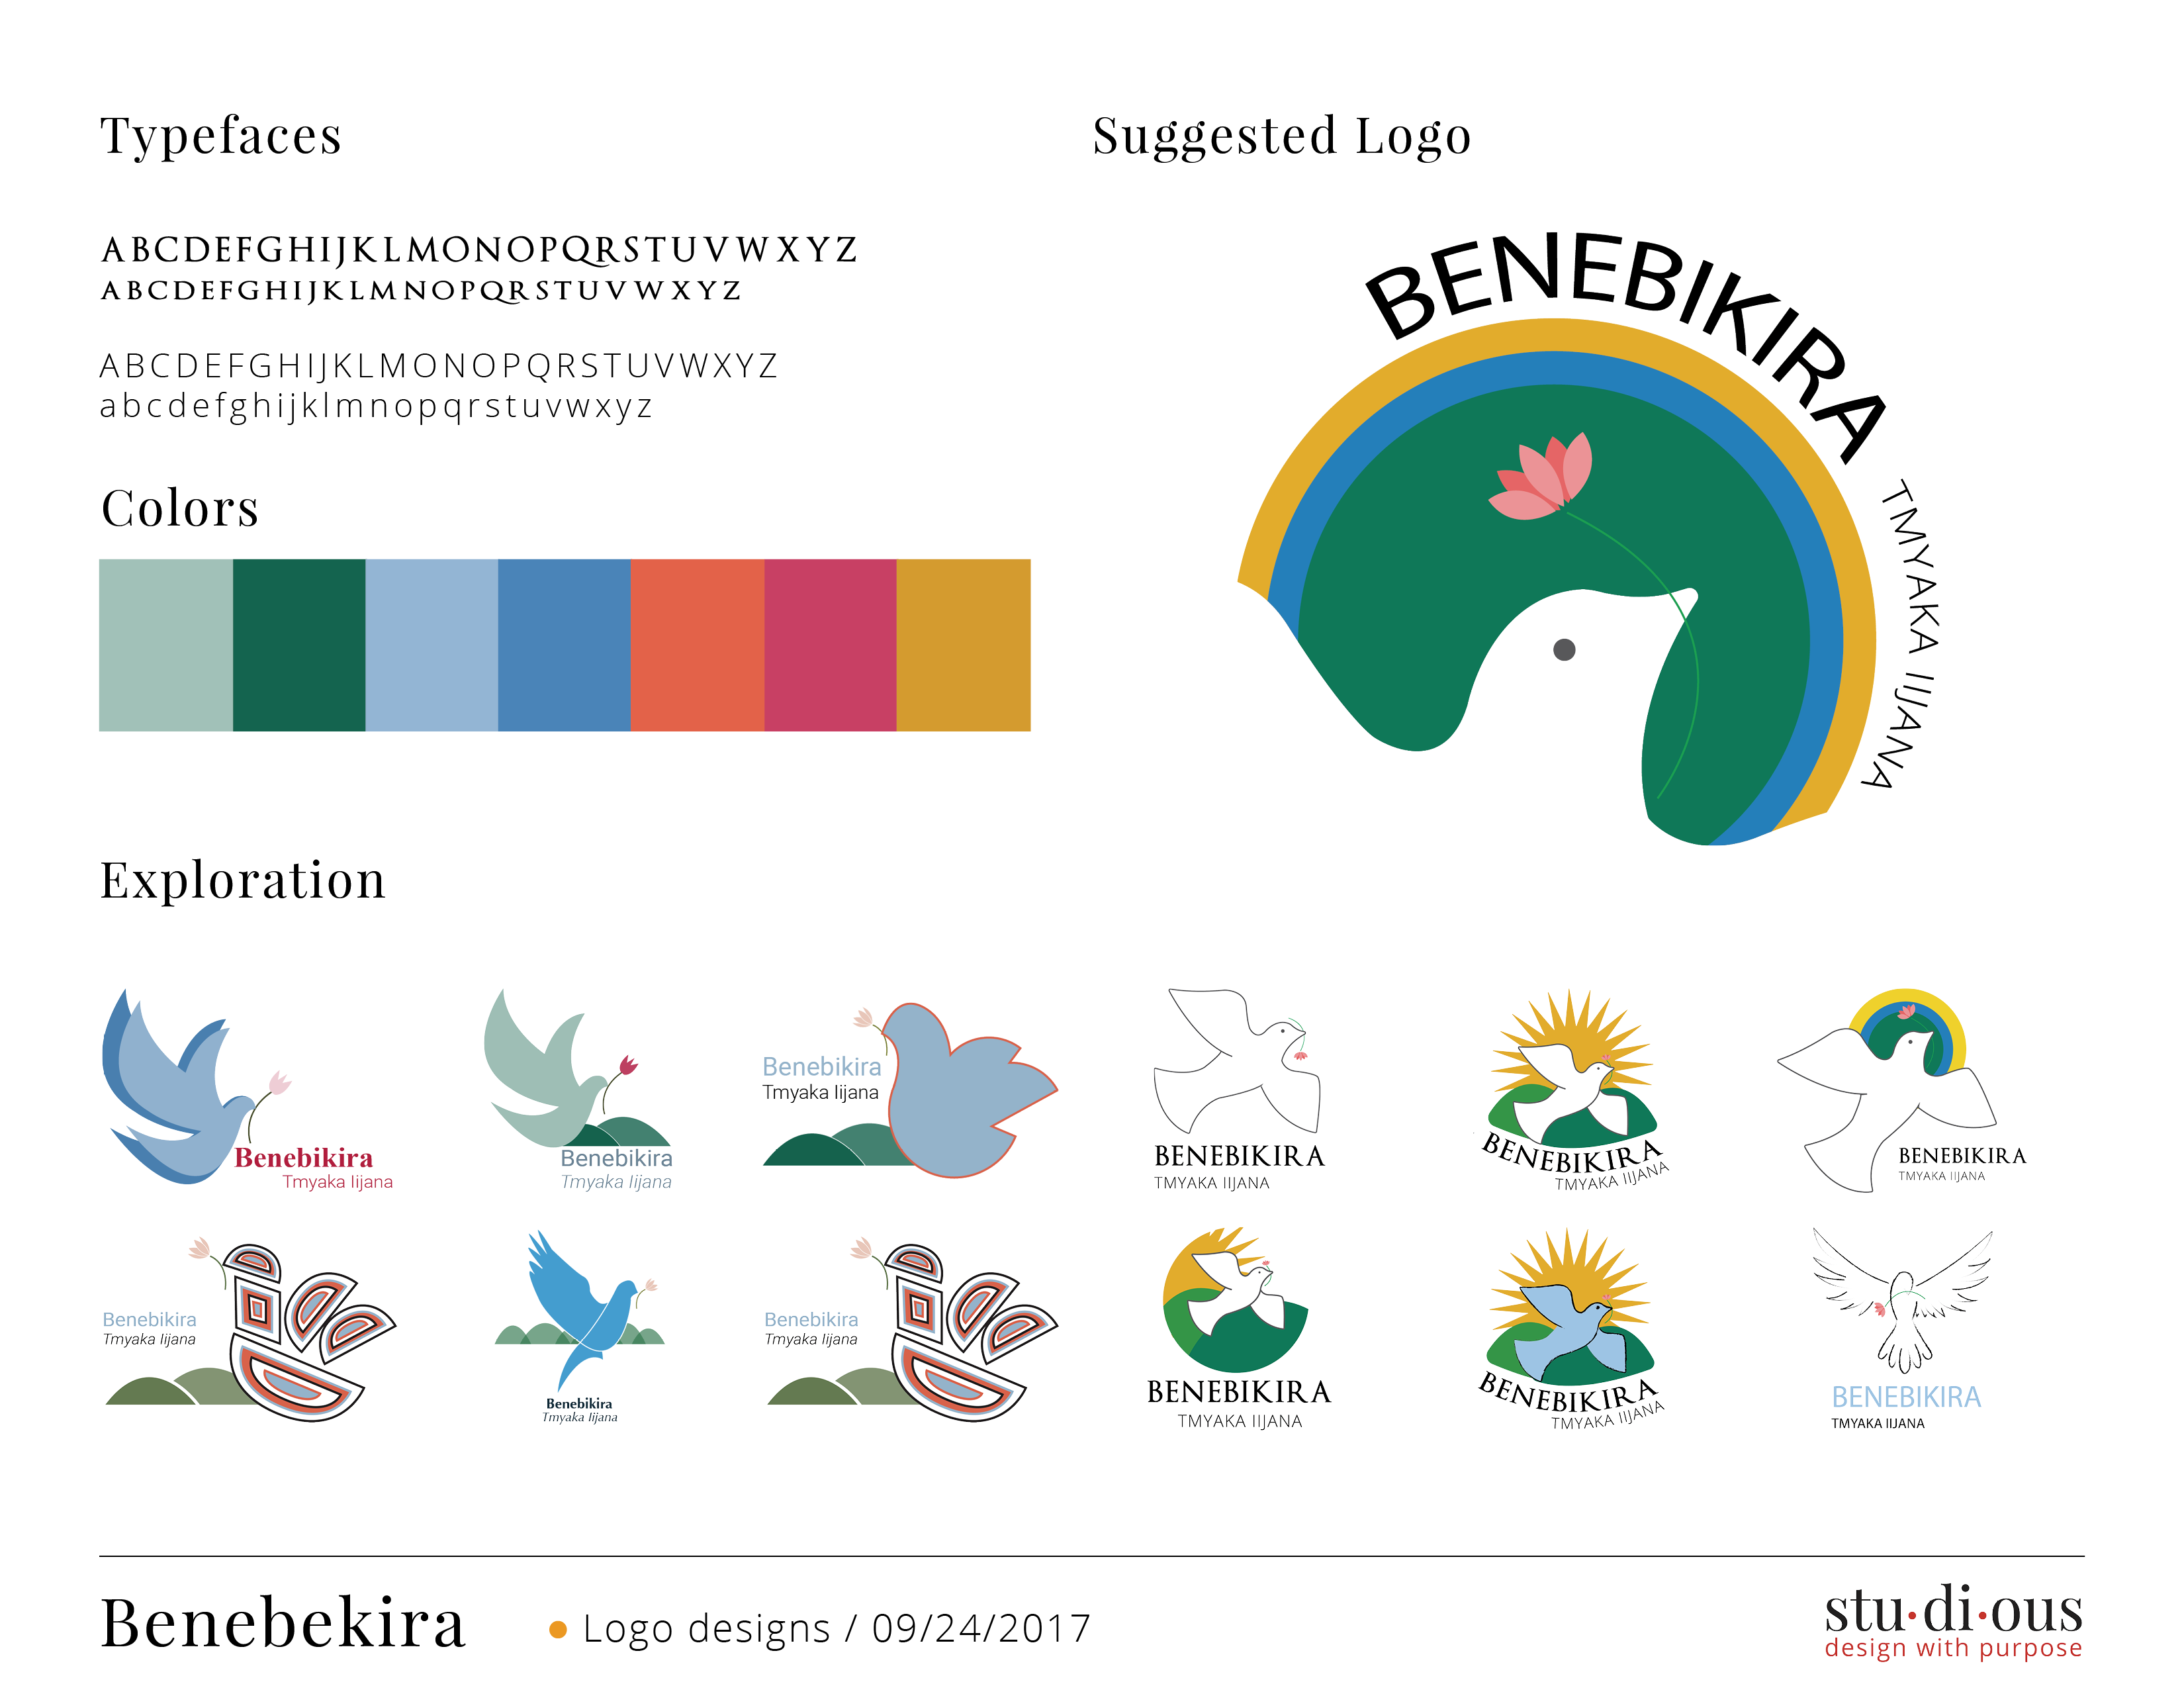 Typefaces
ABCDEFGHIJKLMONOPQRSTUVWXYZ
ABCDEFGHIJKLMNOPQRSTUVWXYZ
ABCDEFGHIJKLMONOPQRSTUVWXYZ
abcdefghijklmnopqrstuvwxyz
Colors
Suggested Logo
BENEBIKIRA
TMYAKA IIJANA
Exploration
Benebikira
Tmyaka Iijana
Benebikira
Tmyaka Iijana
Benebikira
Tmyaka Iijana
BENEBIKIRA
TMYAKA IIJANA
BENEBIKIRA
TMYAKA IIJANA
BENEBIKIRA
TMYAKA IIJANA
Benebikira
Tmyaka Iijana
Benebikira
Tmyaka Iijana
Benebikira
Tmyaka Iijana
BENEBIKIRA
TMYAKA IIJANA
BENEBIKIRA
TMYAKA IIJANA
BENEBIKIRA
TMYAKA IIJANA
Benebekira
Logo designs / 09/24/2017
stu·di·ous
design with purpose